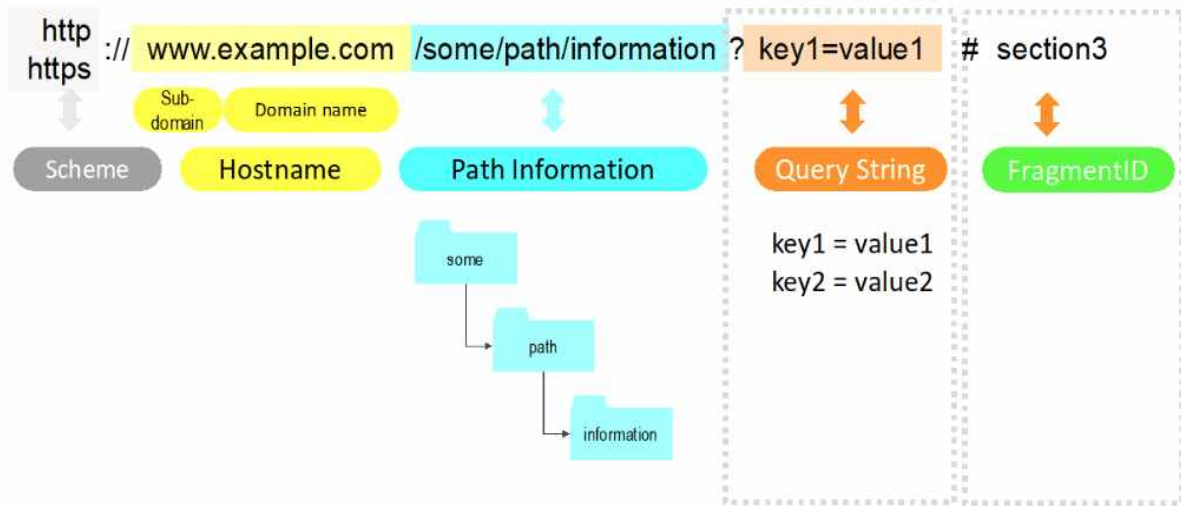 http
https
:// www.example.com /some/path/information ? key1=value1 # section3
Sub-
domain
Domain name
Scheme
Hostname
Path Information
Query String
FragmentID
some
path
information
key1 = value1
key2 = value2